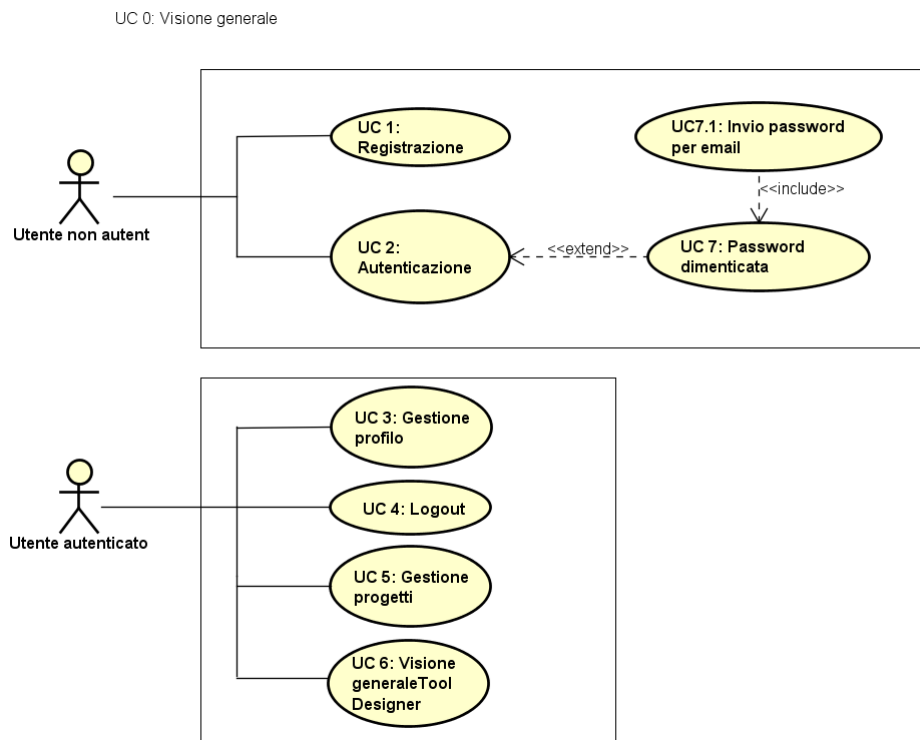 UC 0: Visione generale
UC 1:
Registrazione
UC7.1: Invio password
per email
<<include>>
Utente non autent
UC 2:
Autenticazione
<<extend>>
UC 7: Password
dimenticata
UC 3: Gestione
profilo
UC 4: Logout
Utente autenticato
UC 5: Gestione
progetti
UC 6: Visione
generaleTool
Designer